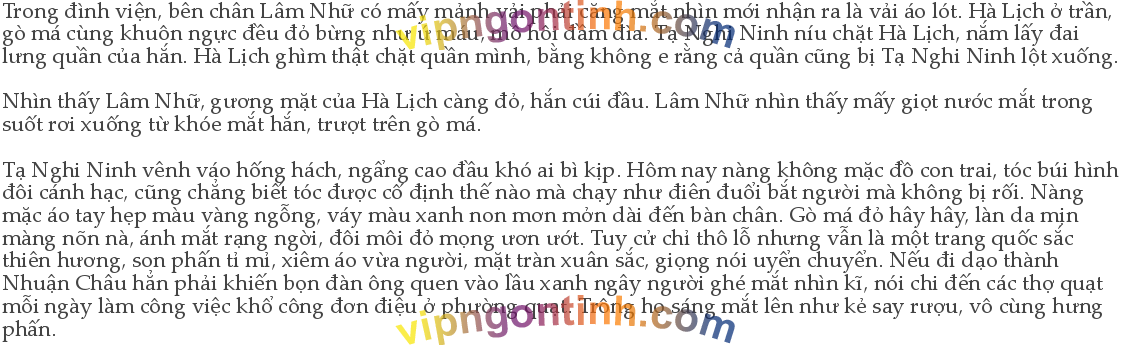 Trong đình viện, bên chân Lâm Nhữ có mấy mảnh vải phải căng mắt nhìn mới nhận ra là vải áo lót. Hà Lịch ở trần,
gò má cùng khuôn ngực đều đỏ bừng như ứ máu, mồ hôi đầm đìa. Tạ Nghi Ninh níu chặt Hà Lịch, nắm lấy đai
lưng quần của hắn. Hà Lịch ghìm thật chặt quần mình, bằng không e rằng cả quần cũng bị Tạ Nghi Ninh lột xuống.
Nhìn thấy Lâm Nhữ, gương mặt của Hà Lịch càng đỏ, hắn cúi đầu. Lâm Nhữ nhìn thấy mấy giọt nước mắt trong
suốt rơi xuống từ khóe mắt hắn, trượt trên gò má.
Tạ Nghi Ninh vênh váo hống hách, ngẩng cao đầu khó ai bì kịp. Hôm nay nàng không mặc đồ con trai, tóc búi hình
đôi cánh hạc, cũng chẳng biết tóc được cố định thế nào mà chạy như điên đuổi bắt người mà không bị rối. Nàng
mặc áo tay hẹp màu vàng ngỗng, váy màu xanh non mơn mởn dài đến bàn chân. Gò má đỏ hây hây, làn da mịn
màng nõn nà, ánh mắt rạng ngời, đôi môi đỏ mọng ươn ướt. Tuy cử chỉ thô lỗ nhưng vẫn là một trang quốc sắc
thiên hương, son phấn tỉ mỉ, xiêm áo vừa người, mặt tràn xuân sắc, giọng nói uyển chuyển. Nếu đi dạo thành
Nhuận Châu hẳn phải khiến bọn đàn ông quen vào lầu xanh ngây người ghé mắt nhìn kĩ, nói chi đến các thợ quạt
mỗi ngày làm công việc khổ công đơn điệu ở phường quạt. Trông họ sáng mắt lên như kẻ say rượu, vô cùng hưng
phấn.
vipngontinh.com
vipngontinh.com